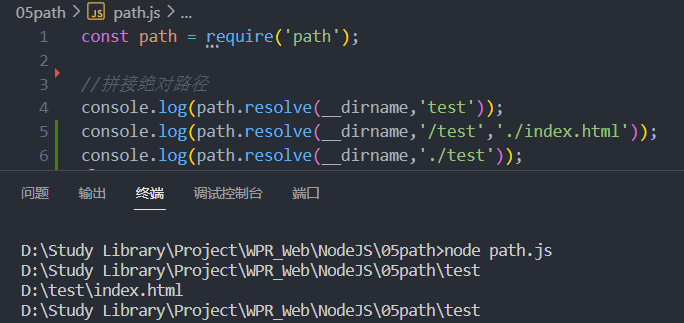 05path > JS path.js > ...
1 const path = require('path');
2
3 //拼接绝对路径
4 console.log(path.resolve(__dirname,'test'));
5 console.log(path.resolve(__dirname,'/test','./index.html'));
6 console.log(path.resolve(__dirname,'./test'));
问题 输出 终端 调试控制台 端口
D:\Study Library\Project\WPR_Web\NodeJS\05path>node path.js
D:\Study Library\Project\WPR_Web\NodeJS\05path\test
D:\test\index.html
D:\Study Library\Project\WPR_Web\NodeJS\05path\test